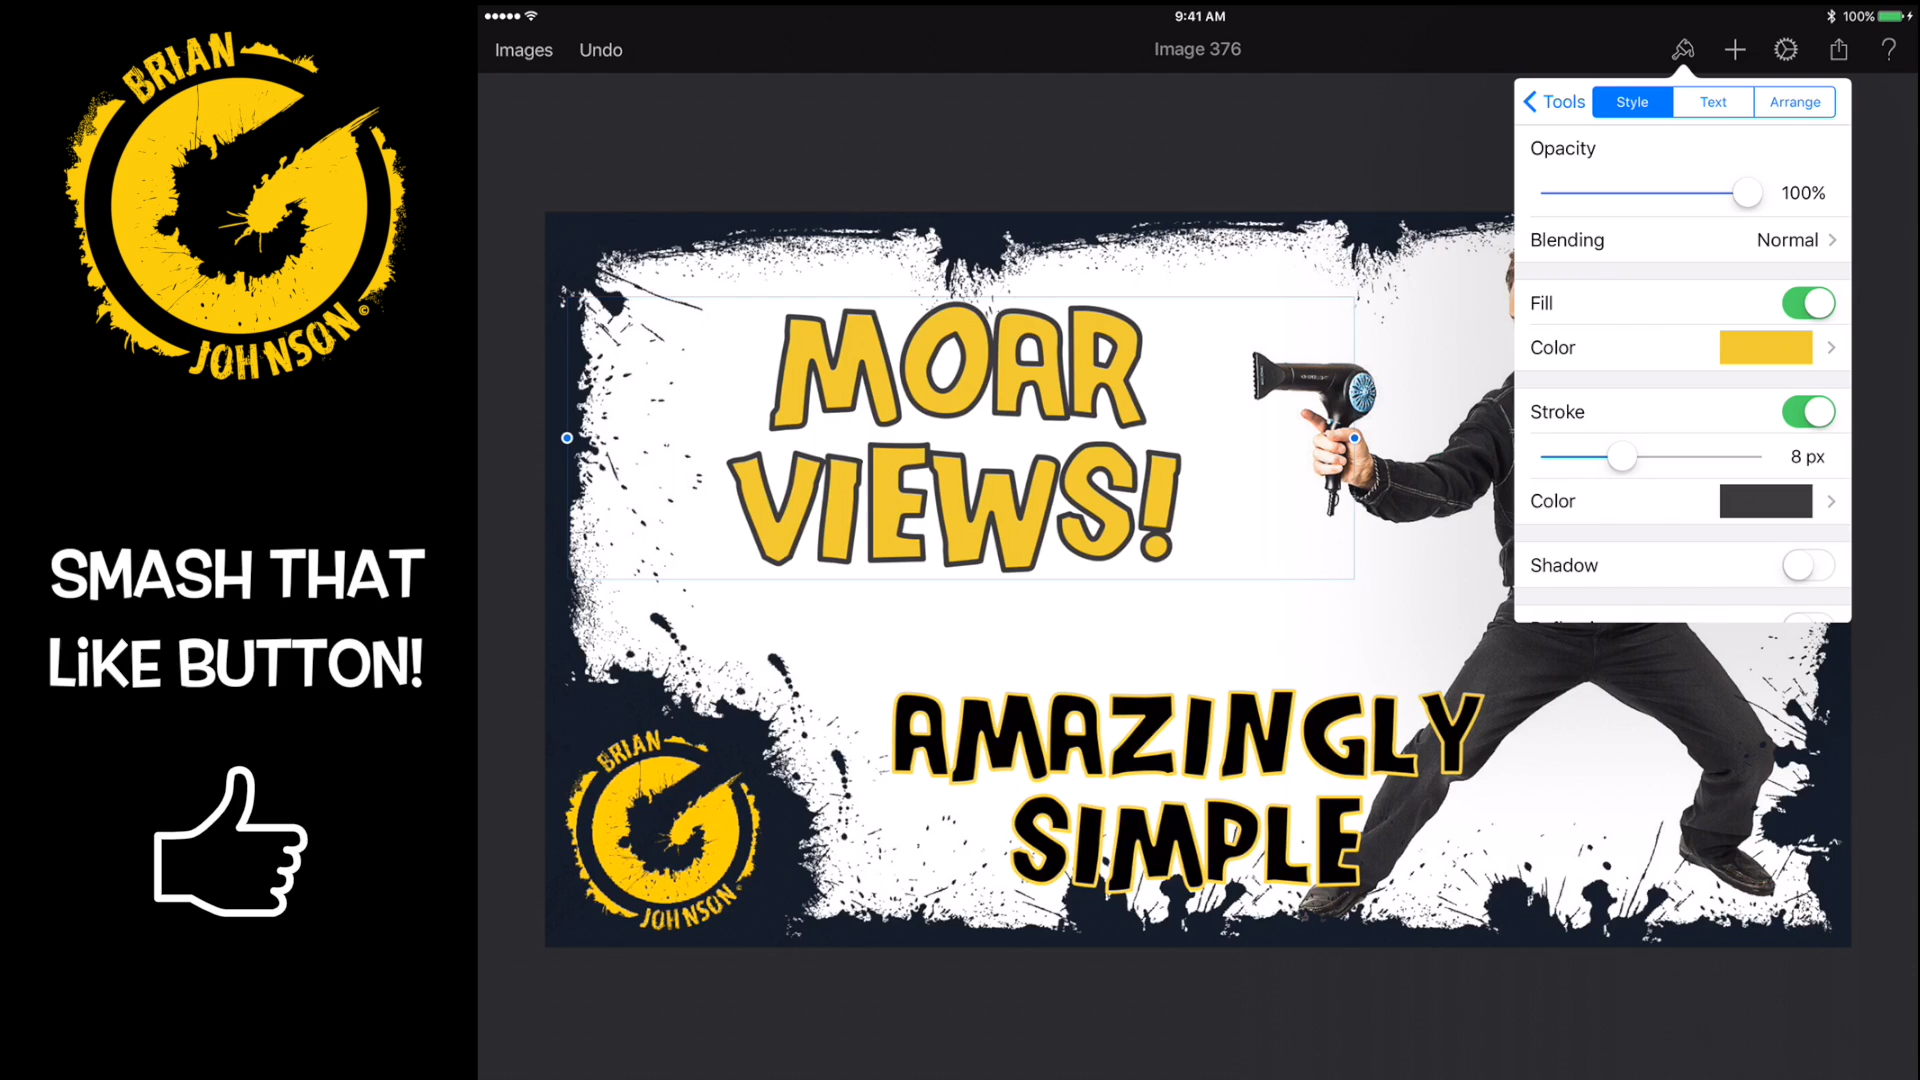 BRIAN
JOHNSON©
SMASH THAT
LiKE BUTTON!
9:41 AM
100%
Images
Undo
Image 376
?
Tools
Style
Text
Arrange
Opacity
100%
Blending
Normal
Fill
Color
Stroke
8 px
Color
Shadow
MOAR
VIEWS!
AMAZINGLY
SIMPLE
BRIAN
JOHNSON